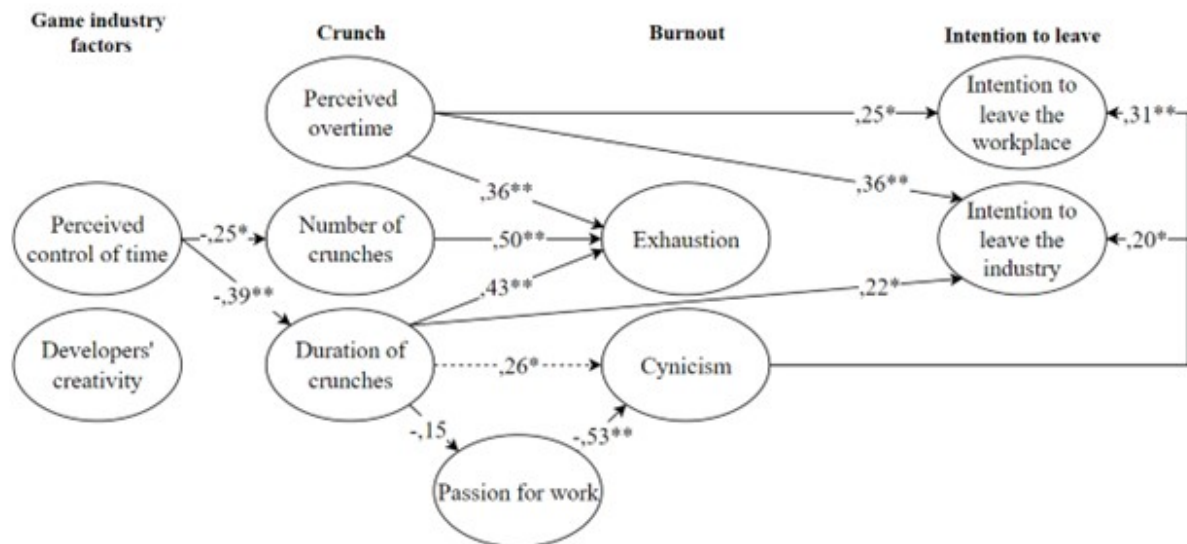 Game industry
factors
Crunch
Burnout
Intention to leave
Perceived
overtime
Intention to
leave the
workplace
,25*
,31**
,36**
,36**
Perceived
control of time
-,25*
Number of
crunches
,50**
Exhaustion
Intention to
leave the
industry
,20*
-,39**
,43**
,22*
Developers'
creativity
Duration of
crunches
,26*
Cynicism
-,15
-,53**
Passion for work